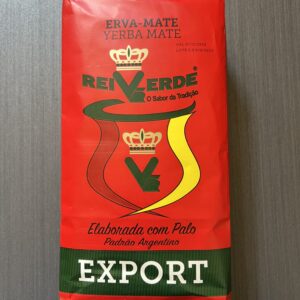 ERVA-MATE
YERBA MATE
REI VERDE®
O Sabor da Tradição
Elaborada com Palo
Padrão Argentino
EXPORT